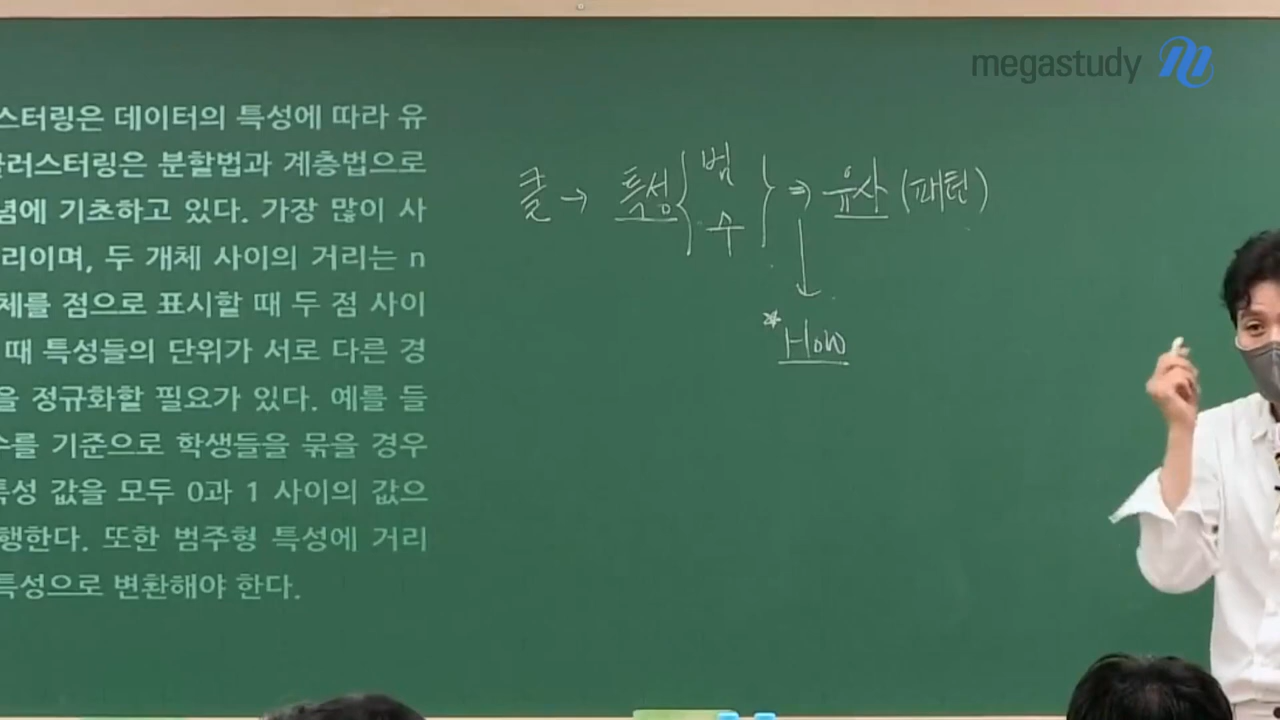 megastudy
스터링은 데이터의 특성에 따라 유
클러스터링은 분할법과 계층법으로
념에 기초하고 있다. 가장 많이 사
리이며, 두 개체 사이의 거리는 n
체를 점으로 표시할 때 두 점 사이
때 특성들의 단위가 서로 다른 경
을 정규화할 필요가 있다. 예를 들
수를 기준으로 학생들을 묶을 경우
특성 값을 모두 0과 1 사이의 값으
행한다. 또한 범주형 특성에 거리
특성으로 변환해야 한다.
클 → 특성 { 범 수 } ⇒ 유사 (패턴)
* How